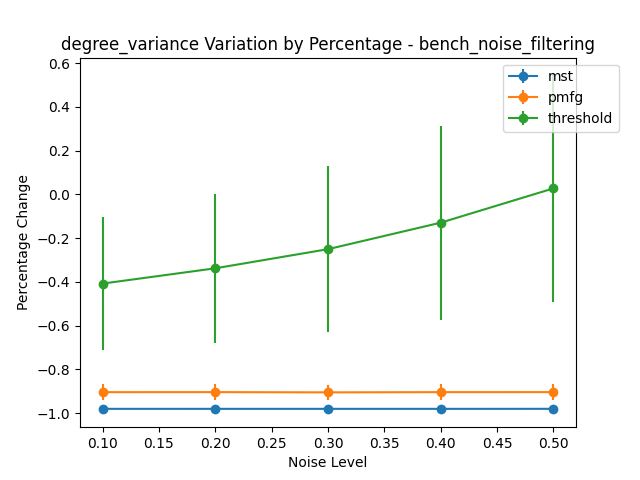 degree_variance Variation by Percentage - bench_noise_filtering
mst
pmfg
threshold
Percentage Change
0.6
0.4
0.2
0.0
−0.2
−0.4
−0.6
−0.8
−1.0
0.10 0.15 0.20 0.25 0.30 0.35 0.40 0.45 0.50
Noise Level